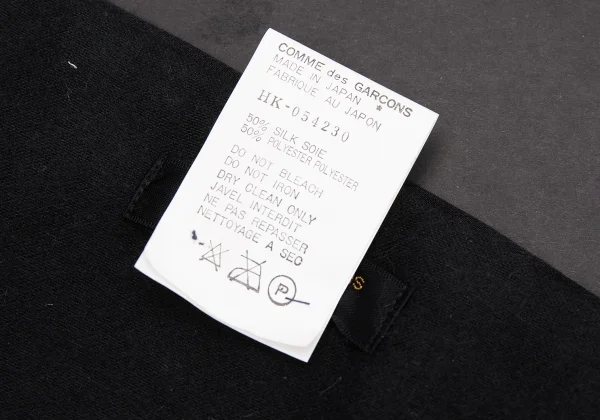 COMME des GARCONS
MADE IN JAPAN *
FABRIQUE AU JAPON
HK-054230
50% SILK SOIE
50% POLYESTER POLYESTER
DO NOT BLEACH
DO NOT IRON
DRY CLEAN ONLY
JAVEL INTERDIT
NE PAS REPASSER
NETTOYAGE A SEC
P
S